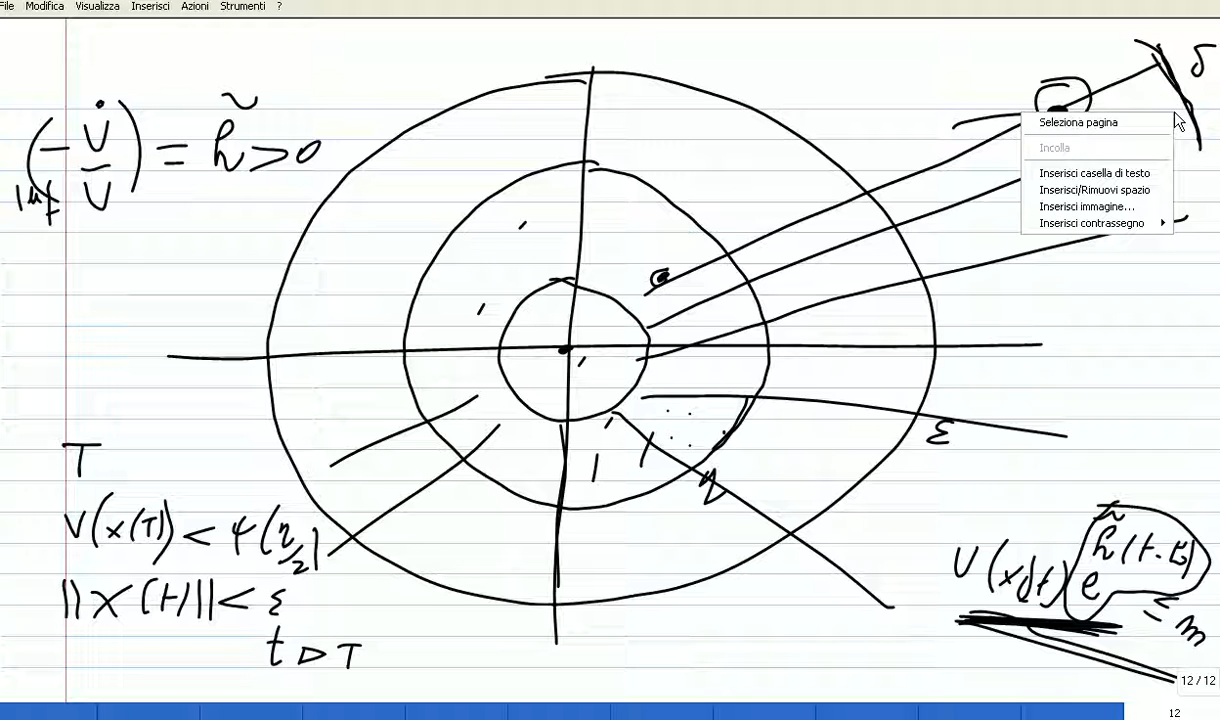 File Modifica Visualizza Inserisci Azioni Strumenti ?
δ
Seleziona pagina
Incolla
Inserisci casella di testo
Inserisci/Rimuovi spazio
Inserisci immagine...
Inserisci contrassegno
inf (- V̇/V) = h̃ > 0
ε
η
T
V(x(T)) < Ψ(η/2)
||x(t)|| < ε
t > T
h̃(t-
e
≤ m
12 / 12
12